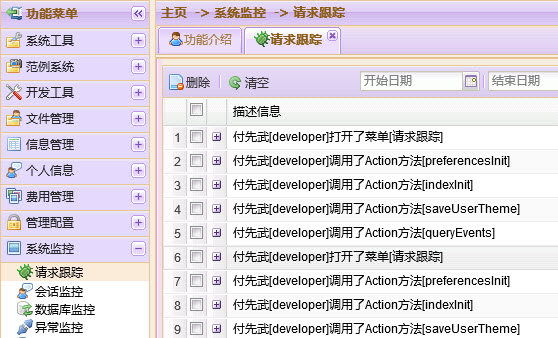 功能菜单
主页 -> 系统监控 -> 请求跟踪
系统工具
范例系统
开发工具
文件管理
信息管理
个人信息
费用管理
管理配置
系统监控
请求跟踪
会话监控
数据库监控
异常监控
功能介绍
请求跟踪
删除
清空
开始日期
结束日期
描述信息
1 付先武[developer]打开了菜单[请求跟踪]
2 付先武[developer]调用了Action方法[preferencesInit]
3 付先武[developer]调用了Action方法[indexInit]
4 付先武[developer]调用了Action方法[saveUserTheme]
5 付先武[developer]调用了Action方法[queryEvents]
6 付先武[developer]打开了菜单[请求跟踪]
7 付先武[developer]调用了Action方法[preferencesInit]
8 付先武[developer]调用了Action方法[indexInit]
9 付先武[developer]调用了Action方法[saveUserTheme]